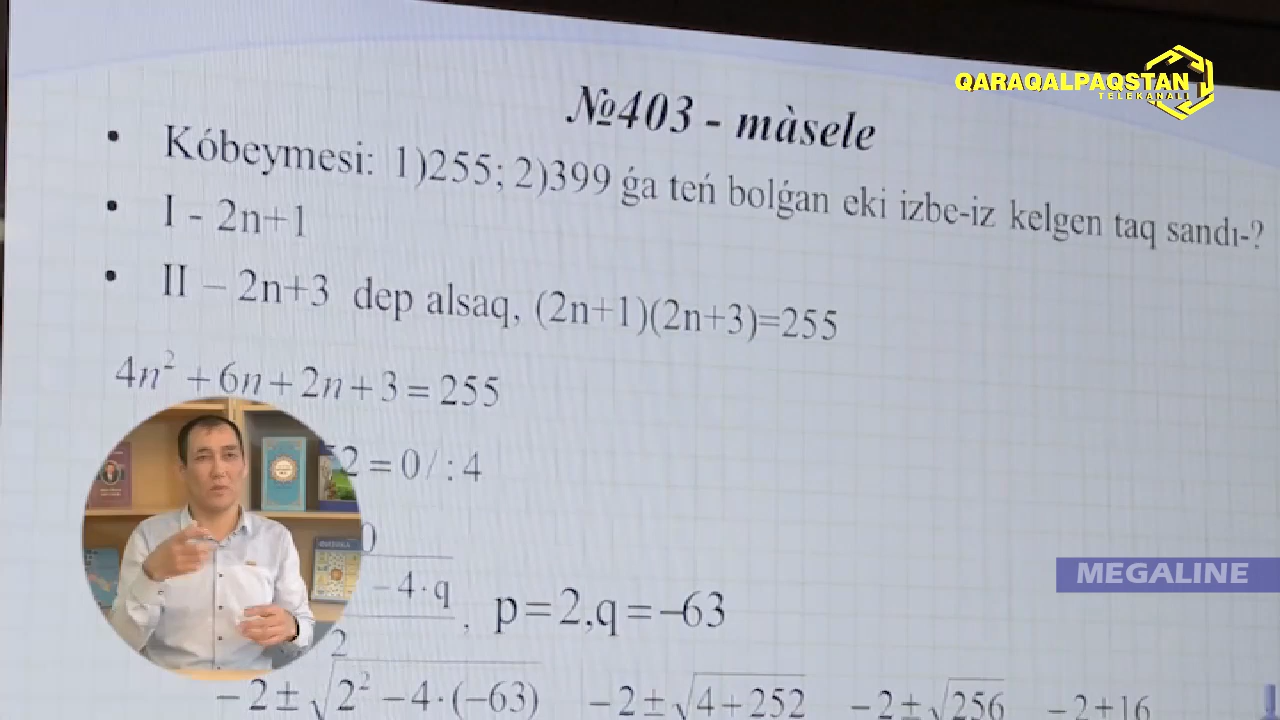 QARAQALPAQSTAN
TELEKANALI
№403 - màsele
• Kóbeymesi: 1)255; 2)399 ǵa teń bolǵan eki izbe-iz kelgen taq sandı-?
• I - 2n+1
• II – 2n+3 dep alsaq, (2n+1)(2n+3)=255
4n² + 6n + 2n + 3 = 255
52 = 0/ : 4
0
- 4·q
2
, p=2,q=–63
MEGALINE
-2±√2² -4·(-63) -2±√4+252 -2±√256 -2±16